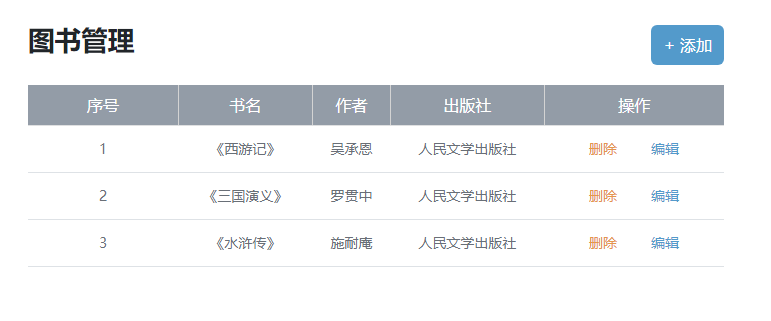 图书管理
+ 添加
序号 书名 作者 出版社 操作
1 《西游记》 吴承恩 人民文学出版社 删除 编辑
2 《三国演义》 罗贯中 人民文学出版社 删除 编辑
3 《水浒传》 施耐庵 人民文学出版社 删除 编辑